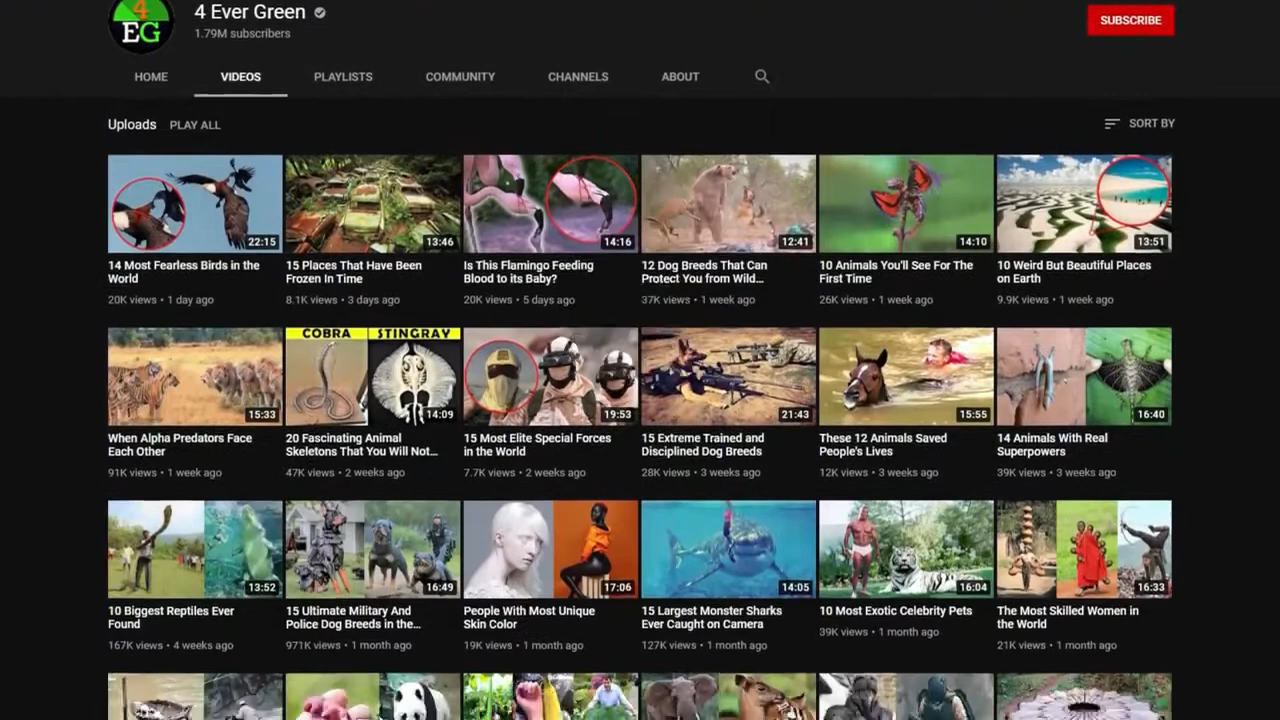 4
EG
4 Ever Green
1.79M subscribers
SUBSCRIBE
HOME VIDEOS PLAYLISTS COMMUNITY CHANNELS ABOUT
Uploads PLAY ALL SORT BY
22:15 13:46 14:16 12:41 14:10 13:51
14 Most Fearless Birds in the World
20K views • 1 day ago
15 Places That Have Been Frozen In Time
8.1K views • 3 days ago
Is This Flamingo Feeding Blood to its Baby?
20K views • 5 days ago
12 Dog Breeds That Can Protect You from Wild...
37K views • 1 week ago
10 Animals You'll See For The First Time
26K views • 1 week ago
10 Weird But Beautiful Places on Earth
9.9K views • 1 week ago
COBRA STINGRAY
15:33 14:09 19:53 21:43 15:55 16:40
When Alpha Predators Face Each Other
91K views • 1 week ago
20 Fascinating Animal Skeletons That You Will Not...
47K views • 2 weeks ago
15 Most Elite Special Forces in the World
7.7K views • 2 weeks ago
15 Extreme Trained and Disciplined Dog Breeds
28K views • 3 weeks ago
These 12 Animals Saved People's Lives
12K views • 3 weeks ago
14 Animals With Real Superpowers
39K views • 3 weeks ago
13:52 16:49 17:06 14:05 16:04 16:33
10 Biggest Reptiles Ever Found
167K views • 4 weeks ago
15 Ultimate Military And Police Dog Breeds in the...
971K views • 1 month ago
People With Most Unique Skin Color
19K views • 1 month ago
15 Largest Monster Sharks Ever Caught on Camera
127K views • 1 month ago
10 Most Exotic Celebrity Pets
39K views • 1 month ago
The Most Skilled Women in the World
21K views • 1 month ago